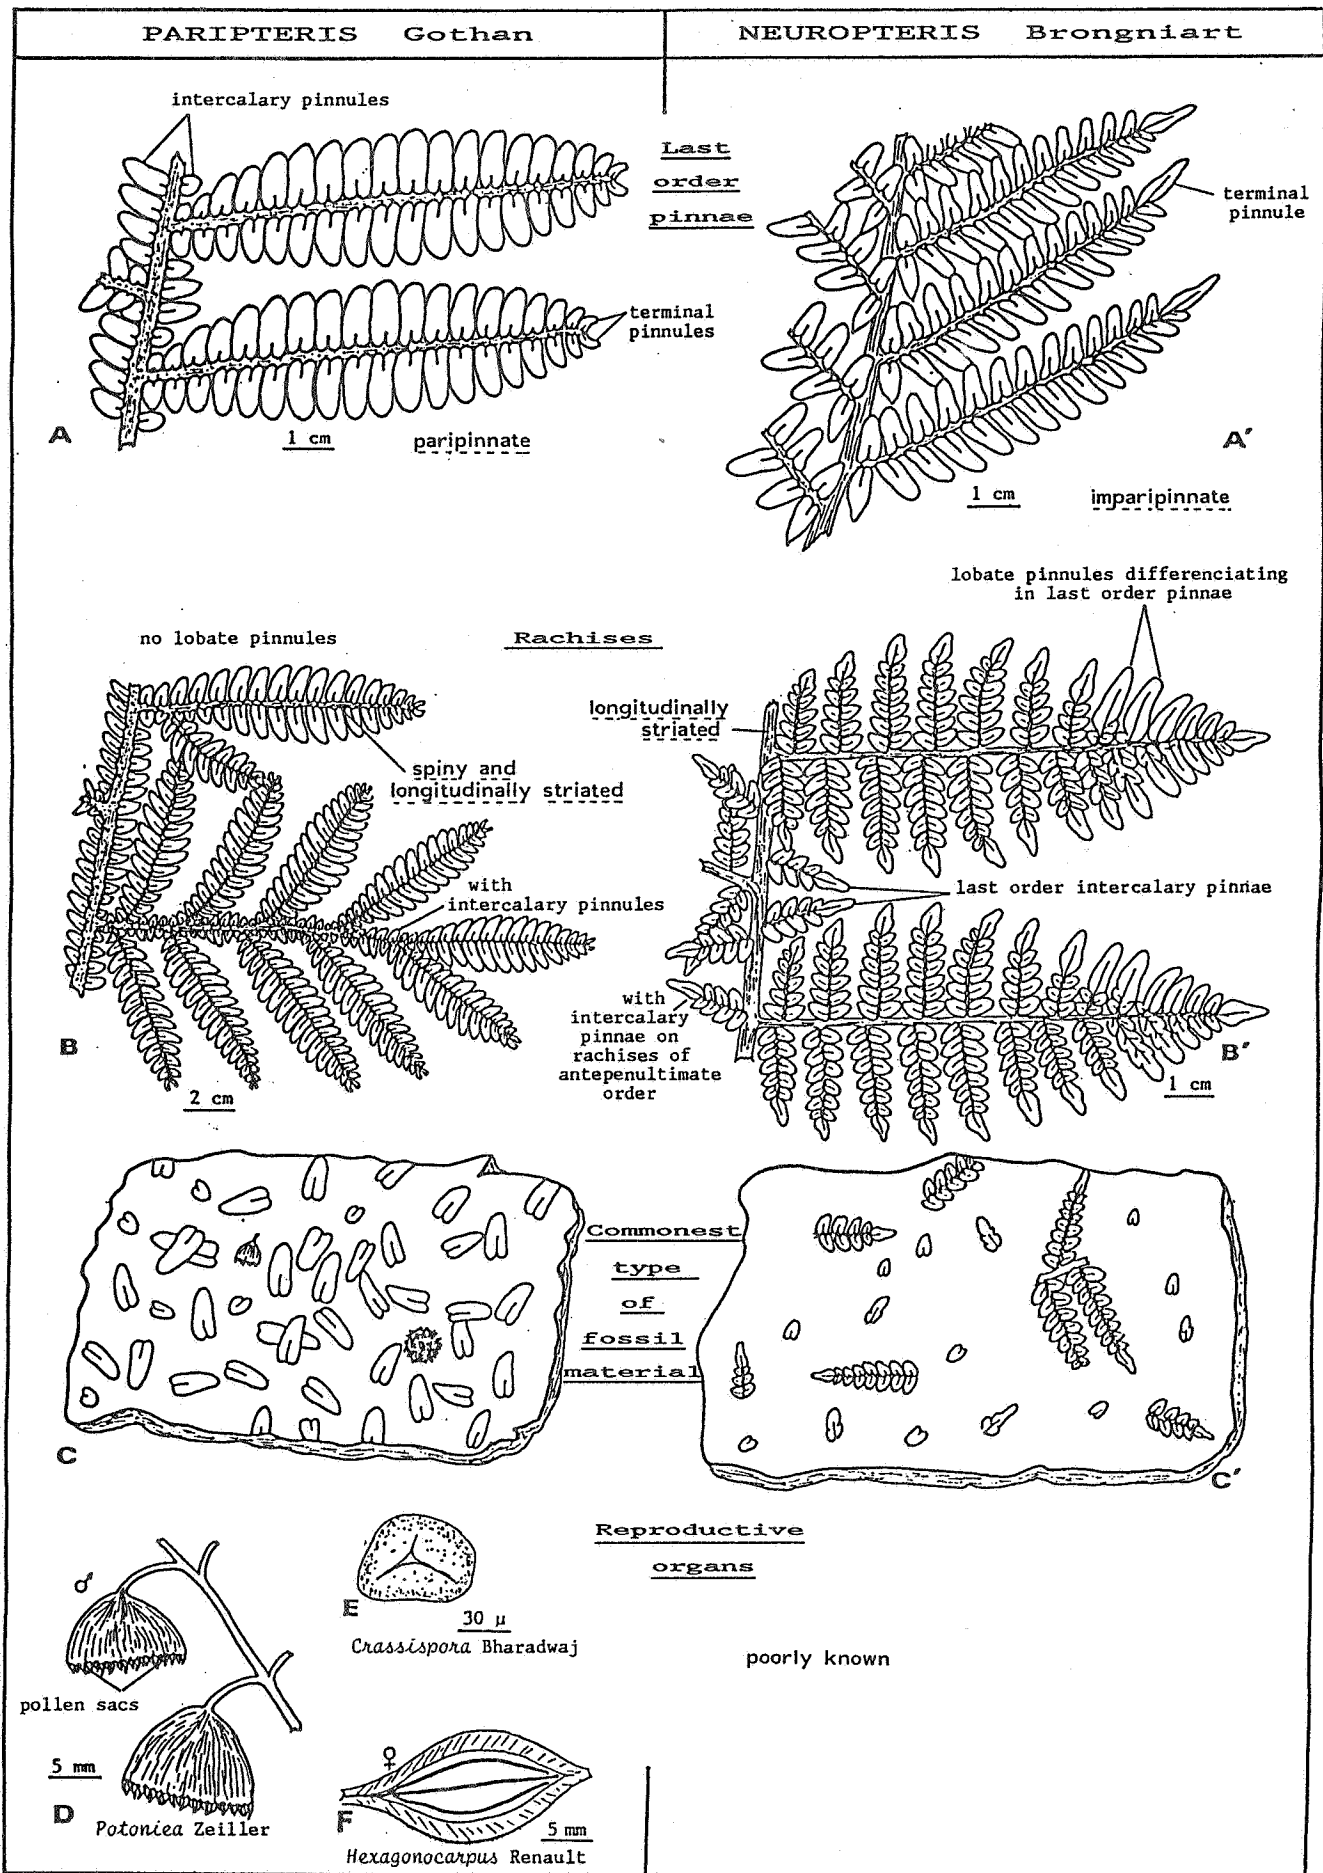 PARIPTERIS Gothan
NEUROPTERIS Brongniart
intercalary pinnules
Last
order
pinnae
terminal
pinnule
terminal
pinnules
A
1 cm
paripinnate
A′
1 cm
imparipinnate
lobate pinnules differenciating
in last order pinnae
no lobate pinnules
Rachises
longitudinally
striated
spiny and
longitudinally striated
with
intercalary pinnules
last order intercalary pinnae
with
intercalary
pinnae on
rachises of
antepenultimate
order
B
2 cm
B′
1 cm
Commonest
type
of
fossil
material
C
C′
Reproductive
organs
♂
pollen sacs
5 mm
D
Potoniea Zeiller
E
30 μ
Crassispora Bharadwaj
poorly known
♀
F
5 mm
Hexagonocarpus Renault